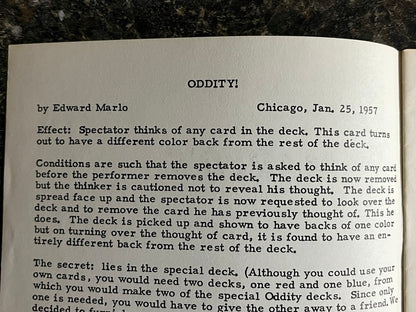 ODDITY!
by Edward Marlo Chicago, Jan. 25, 1957
Effect: Spectator thinks of any card in the deck. This card turns
out to have a different color back from the rest of the deck.
Conditions are such that the spectator is asked to think of any card
before the performer removes the deck. The deck is now removed
but the thinker is cautioned not to reveal his thought. The deck is
spread face up and the spectator is now requested to look over the
deck and to remove the card he has previously thought of. This he
does. The deck is picked up and shown to have backs of one color
but on turning over the thought of card, it is found to have an en-
tirely different back from the rest of the deck.
The secret: lies in the special deck. (Although you could use your
own cards, you would need two decks, one red and one blue, from
which you would make two of the special Oddity decks. Since only
one is needed, you would have to give the other away to a friend. We
decided to